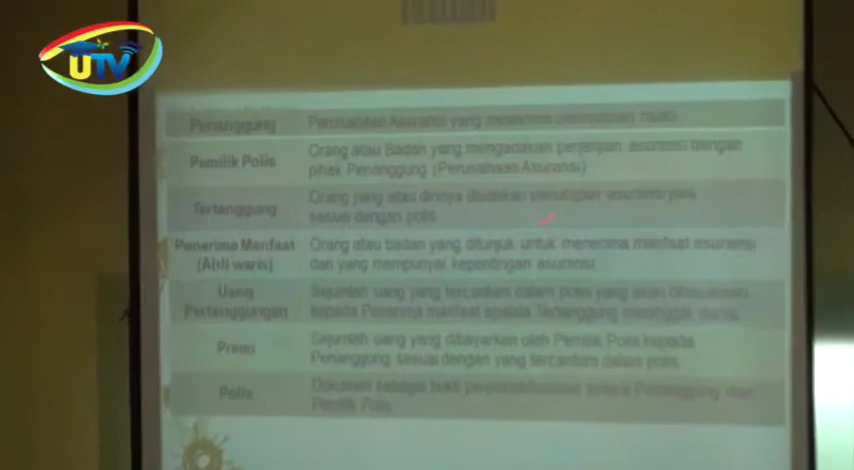 UTV
Penanggung
Perusahaan Asuransi yang menerima
Pemilik Polis
Orang atau Badan yang mengadakan perjanjian asuransi dengan
pihak Penanggung (Perusahaan Asuransi)
Tertanggung
Orang yang atas dirinya diadakan penutupan asuransi jiwa
sesuai dengan polis.
Penerima Manfaat
(Ahli waris)
Orang atau badan yang ditunjuk untuk menerima manfaat asuransi
dan yang mempunyai kepentingan asuransi.
Uang
Pertanggungan
Sejumlah uang yang tercantum dalam polis yang akan dibayarkan
kepada Penerima manfaat apabila Tertanggung meninggal dunia.
Premi
Sejumlah uang yang dibayarkan oleh Pemilik Polis kepada
Penanggung sesuai dengan yang tercantum dalam polis.
Polis
Dokumen sebagai bukti antara Penanggung dan
Pemilik Polis.